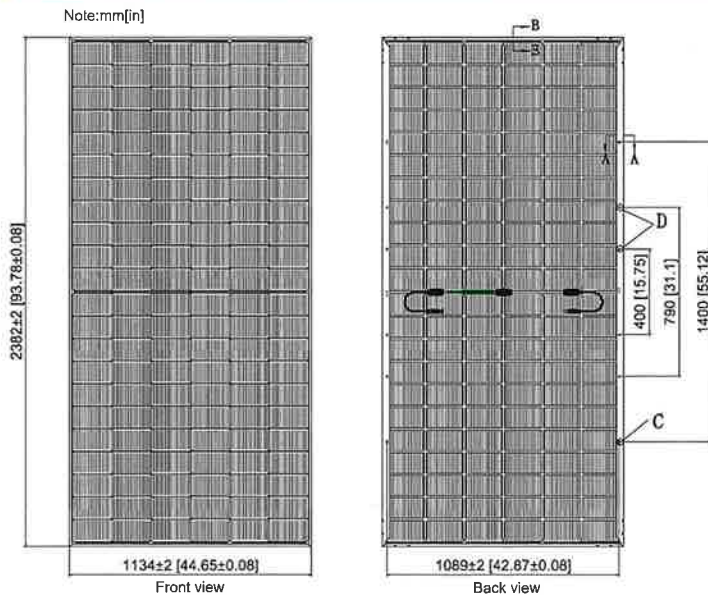 Note:mm[in]
B
B
A
A
D
2382±2 [93.78±0.08]
400 [15.75]
790 [31.1]
1400 [55.12]
C
1134±2 [44.65±0.08]
1089±2 [42.87±0.08]
Front view
Back view